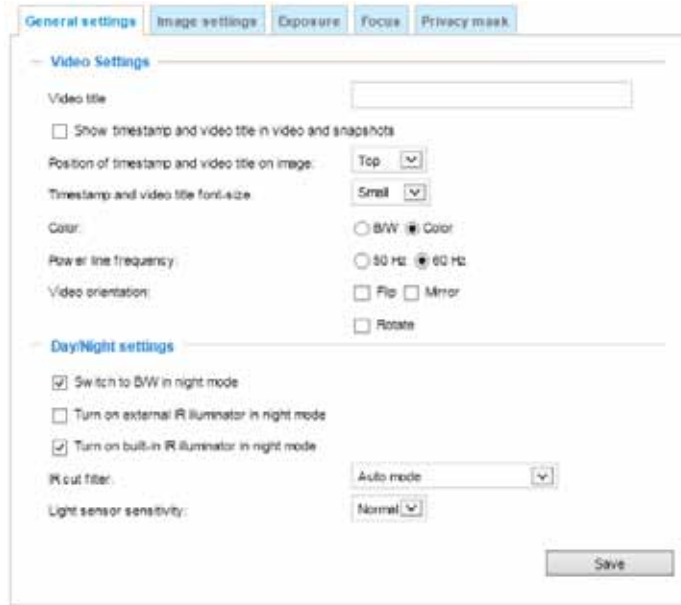 General settings Image settings Exposure Focus Privacy mask
Video Settings
Video title
Show timestamp and video title in video and snapshots
Position of timestamp and video title on image: Top
Timestamp and video title font-size Small
Color: B/W Color
Power line frequency: 50 Hz 60 Hz
Video orientation: Flip Mirror
Rotate
Day/Night settings
Switch to B/W in night mode
Turn on external IR illuminator in night mode
Turn on built-in IR illuminator in night mode
IR cut filter: Auto mode
Light sensor sensitivity: Normal
Save